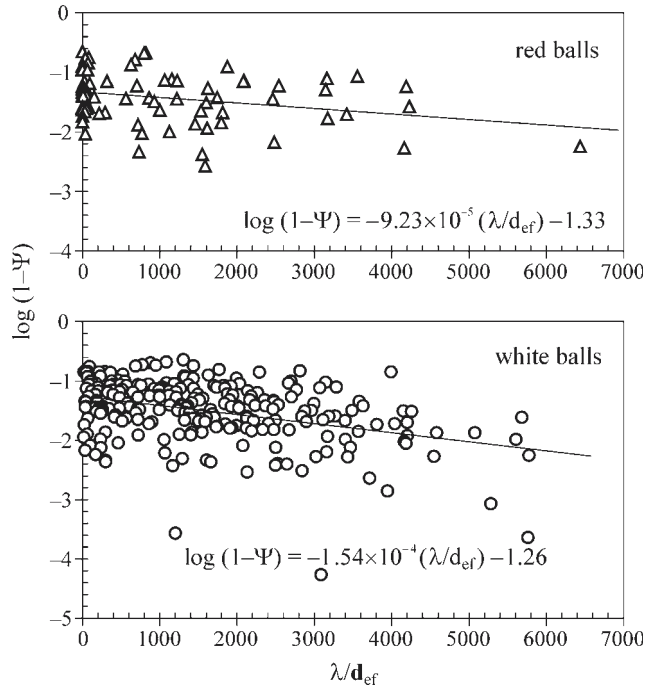 0
−1
−2
−3
−4
red balls
log (1−Ψ) = −9.23×10⁻⁵ (λ/d_ef) −1.33
0 1000 2000 3000 4000 5000 6000 7000
log (1−Ψ)
0
−1
−2
−3
−4
−5
white balls
log (1−Ψ) = −1.54×10⁻⁴ (λ/d_ef) −1.26
0 1000 2000 3000 4000 5000 6000 7000
λ/d_ef